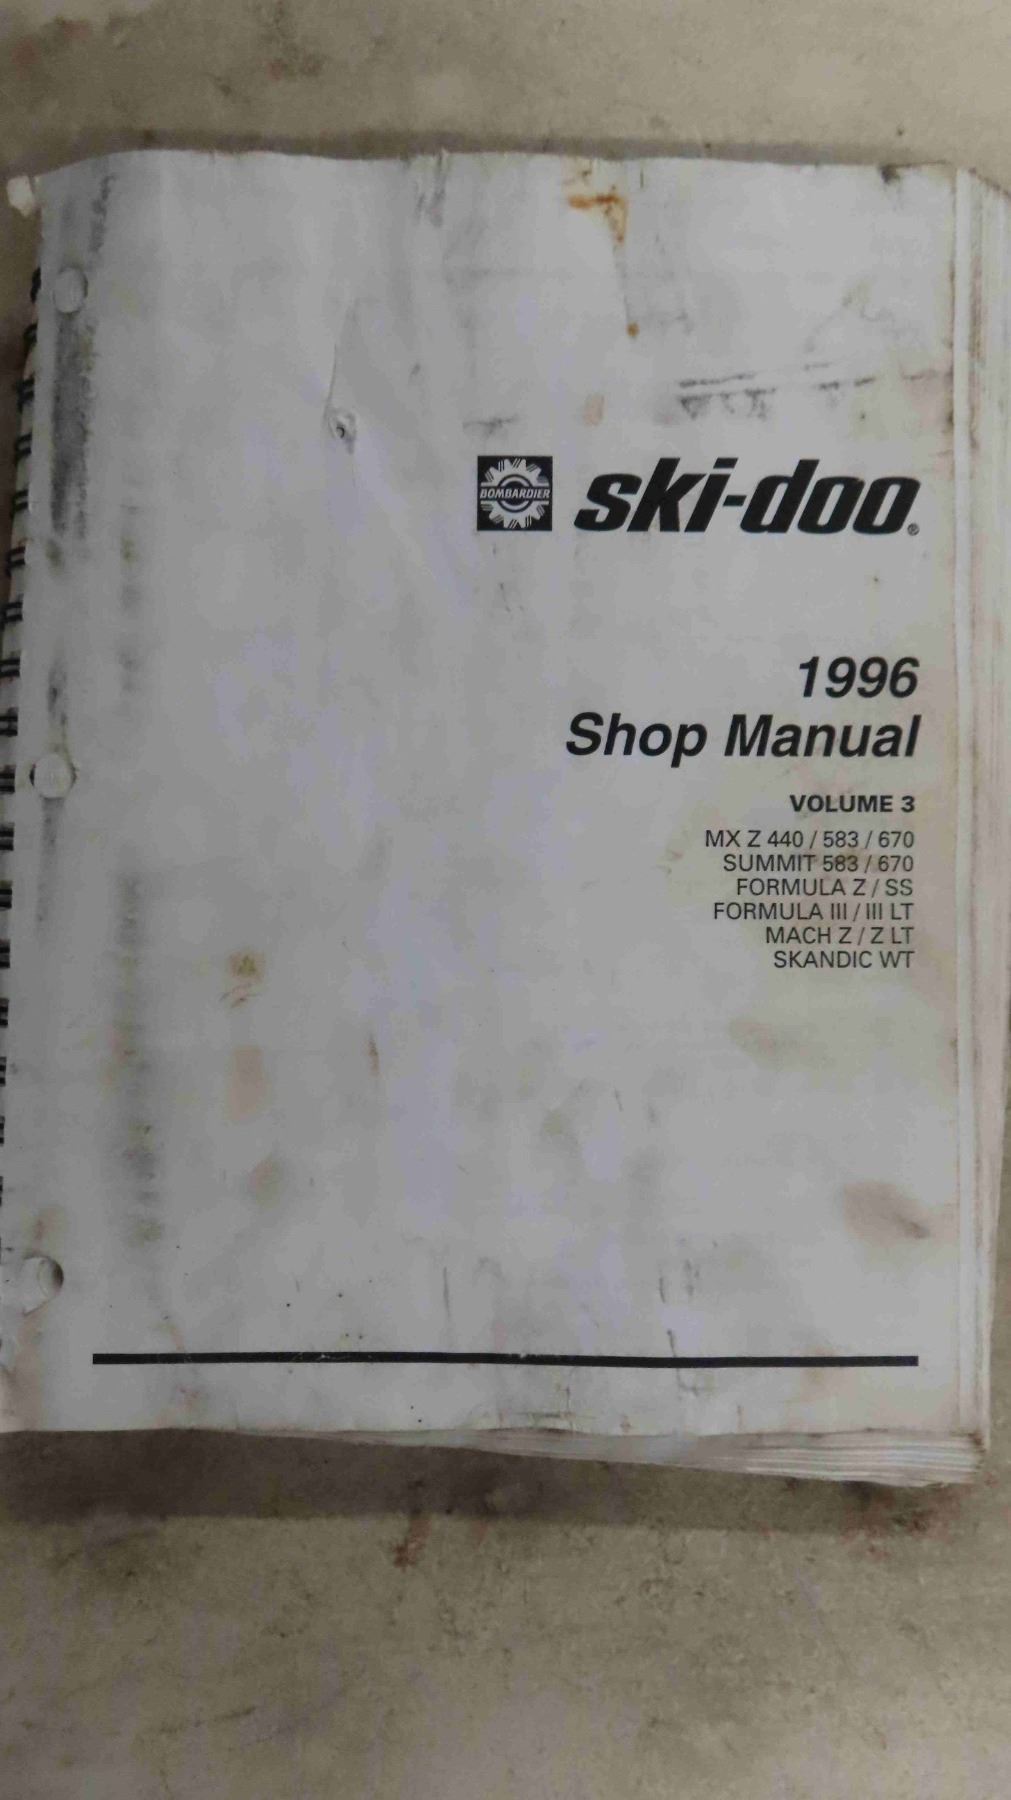 BOMBARDIER
ski-doo®
1996
Shop Manual
VOLUME 3
MX Z 440 / 583 / 670
SUMMIT 583 / 670
FORMULA Z / SS
FORMULA III / III LT
MACH Z / Z LT
SKANDIC WT